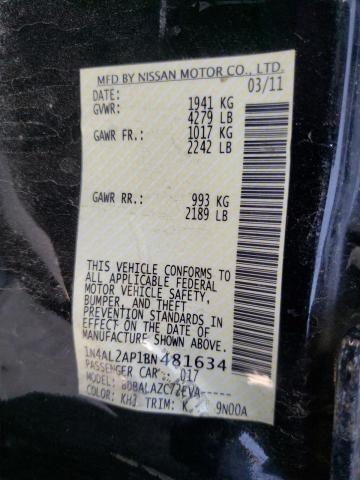 MFD BY NISSAN MOTOR CO., LTD.
DATE: 03/11
GVWR: 1941 KG
4279 LB
GAWR FR.: 1017 KG
2242 LB
GAWR RR.: 993 KG
2189 LB
THIS VEHICLE CONFORMS TO
ALL APPLICABLE FEDERAL
MOTOR VEHICLE SAFETY,
BUMPER, AND THEFT
PREVENTION STANDARDS IN
EFFECT ON THE DATE OF
MANUFACTURE SHOWN ABOVE.
1N4AL2AP1BN481634
PASSENGER CAR 017
MODEL: BDBALAZC72EVA-----
COLOR: KH3 TRIM: K 9N00A